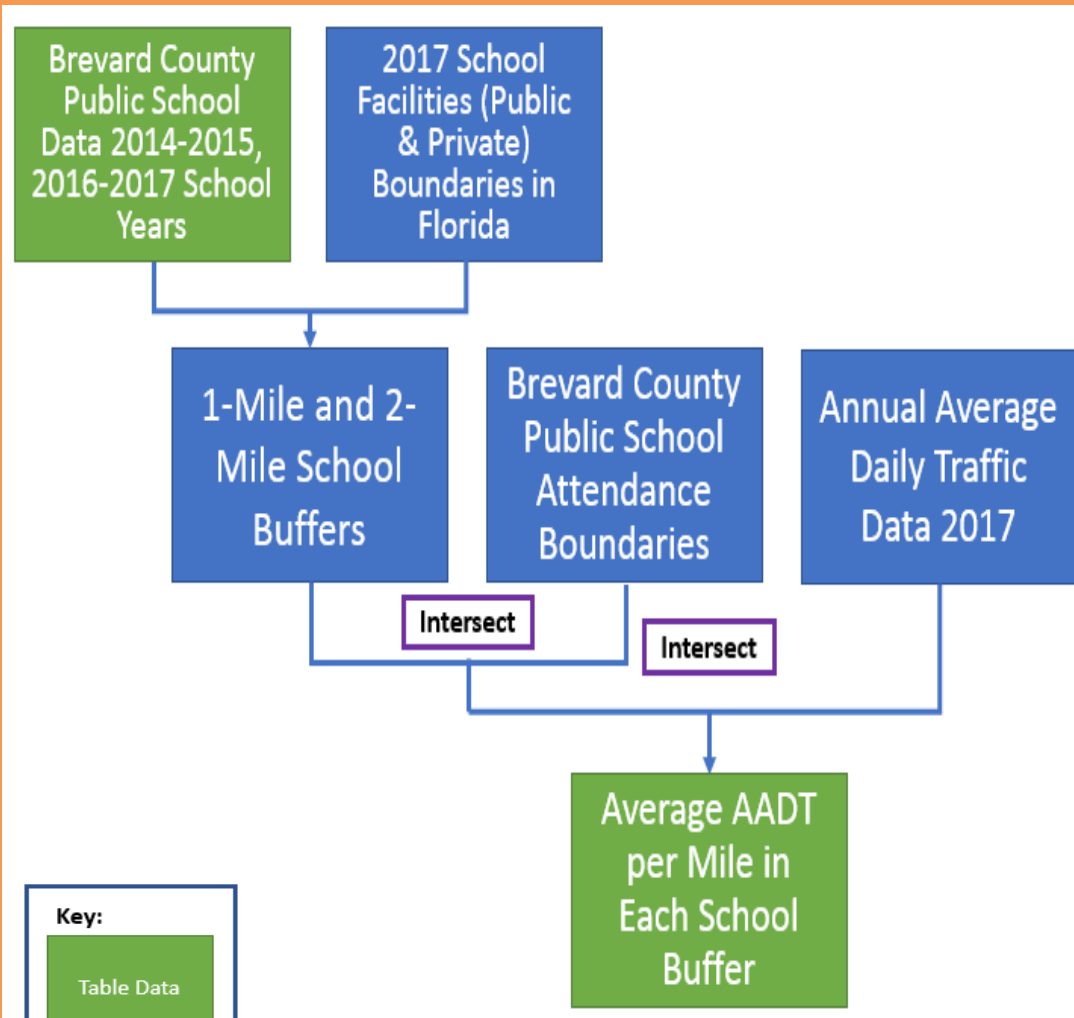 Brevard County
Public School
Data 2014-2015,
2016-2017 School
Years
2017 School
Facilities (Public
& Private)
Boundaries in
Florida
1-Mile and 2-
Mile School
Buffers
Brevard County
Public School
Attendance
Boundaries
Annual Average
Daily Traffic
Data 2017
Intersect
Intersect
Average AADT
per Mile in
Each School
Buffer
Key:
Table Data